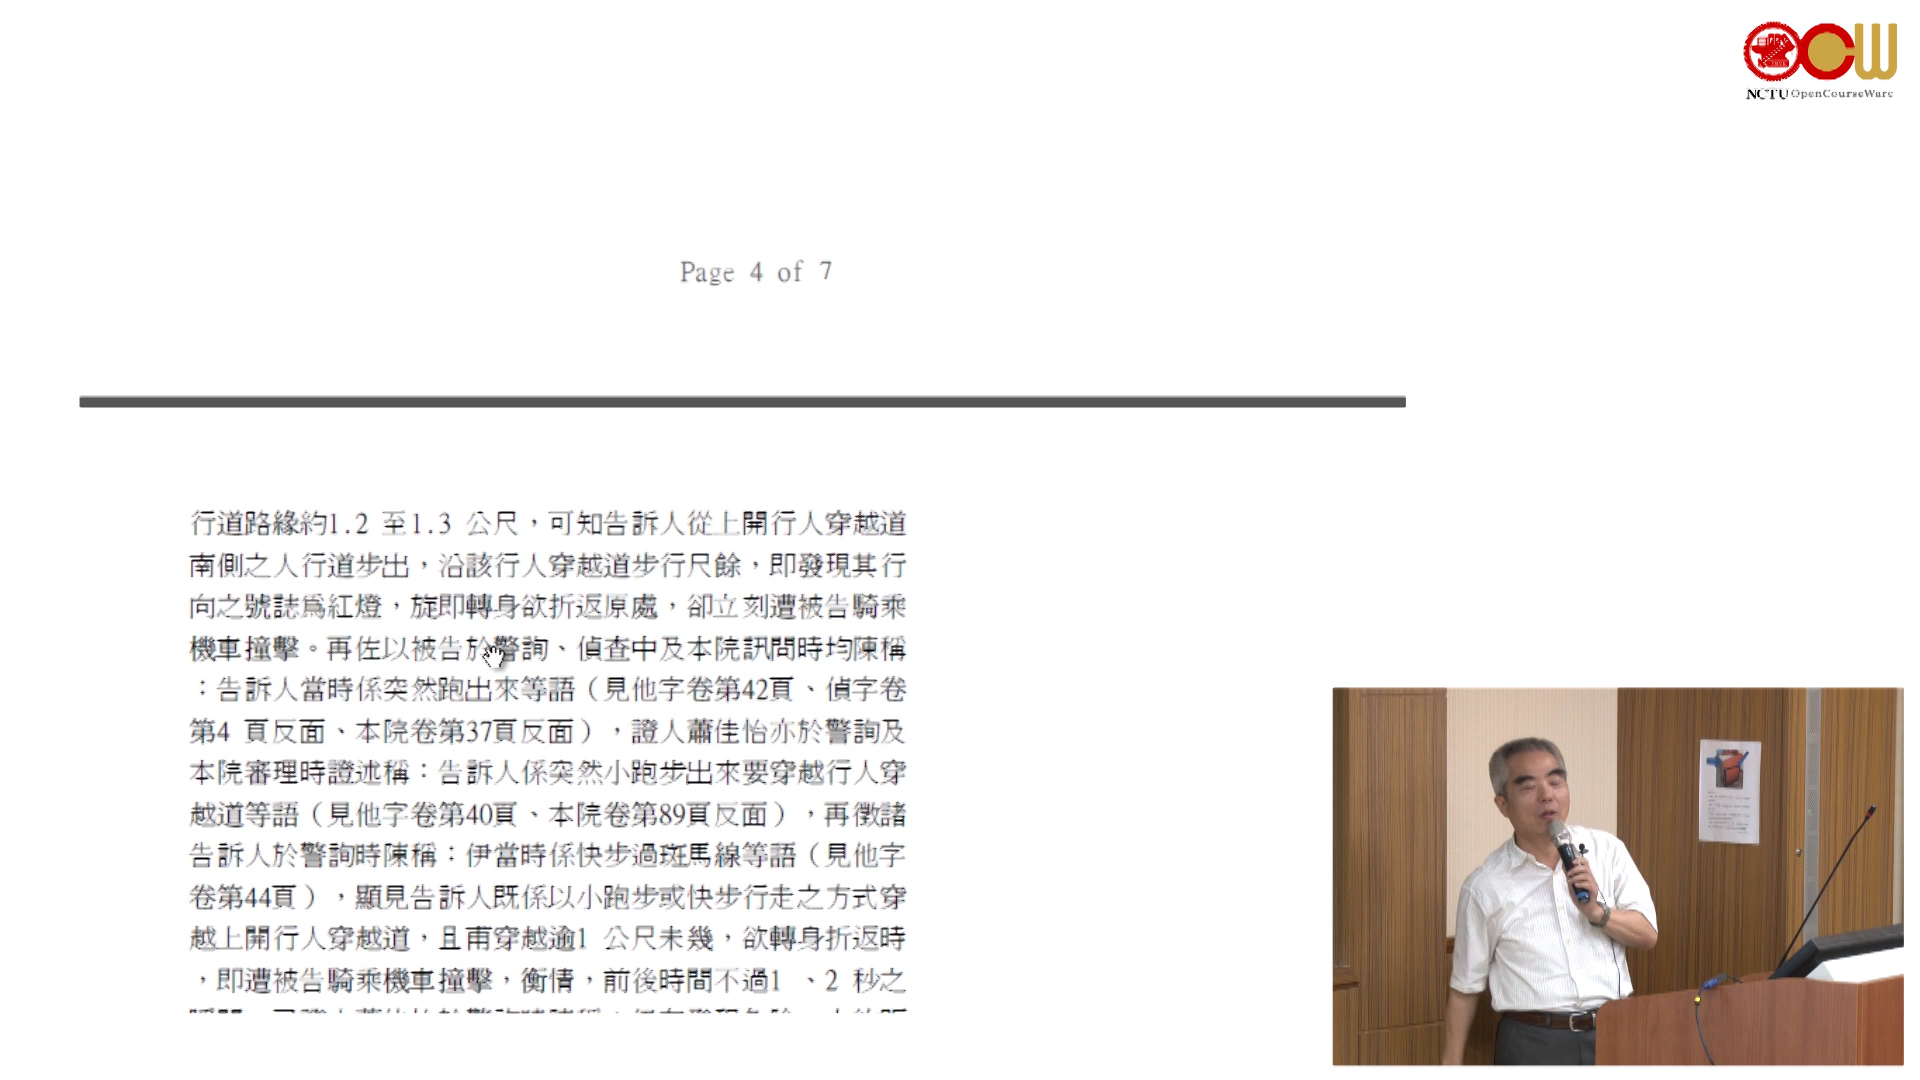 NCTU OpenCourseWare
Page 4 of 7
行道路緣約1.2 至1.3 公尺，可知告訴人從上開行人穿越道
南側之人行道步出，沿該行人穿越道步行尺餘，即發現其行
向之號誌為紅燈，旋即轉身欲折返原處，卻立刻遭被告騎乘
機車撞擊。再佐以被告於警詢、偵查中及本院訊問時均陳稱
：告訴人當時係突然跑出來等語（見他字卷第42頁、偵字卷
第4 頁反面、本院卷第37頁反面），證人蕭佳怡亦於警詢及
本院審理時證述稱：告訴人係突然小跑步出來要穿越行人穿
越道等語（見他字卷第40頁、本院卷第89頁反面），再徵諸
告訴人於警詢時陳稱：伊當時係快步過斑馬線等語（見他字
卷第44頁），顯見告訴人既係以小跑步或快步行走之方式穿
越上開行人穿越道，且甫穿越逾1 公尺未幾，欲轉身折返時
，即遭被告騎乘機車撞擊，衡情，前後時間不過1 、2 秒之